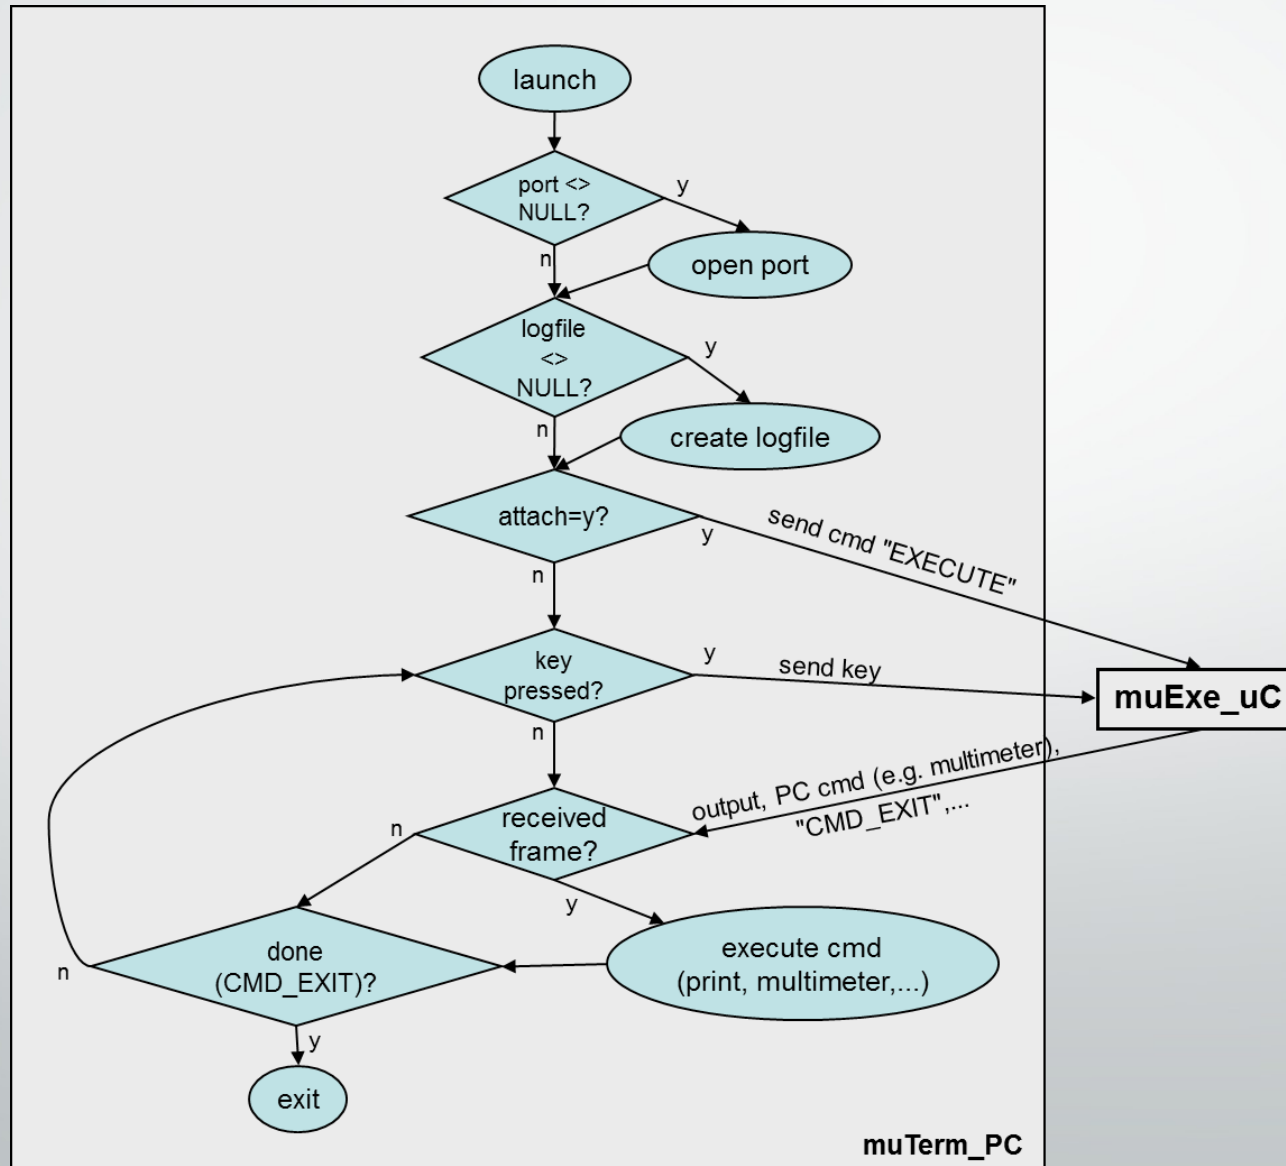 launch
port <>
NULL?
y
n
open port
logfile
<>
NULL?
y
n
create logfile
attach=y?
y
n
send cmd "EXECUTE"
key
pressed?
y
send key
n
muExe_uC
output, PC cmd (e.g. multimeter),
"CMD_EXIT",...
received
frame?
n
y
execute cmd
(print, multimeter,...)
done
(CMD_EXIT)?
n
y
exit
muTerm_PC